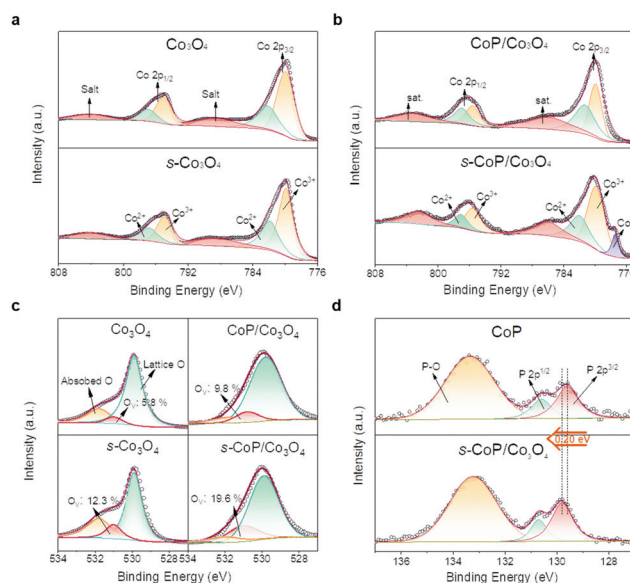 a
Co₃O₄
Co 2p₃/₂
Co 2p₁/₂
Salt
Salt
s-Co₃O₄
Co²⁺
Co³⁺
Co²⁺
Co³⁺
Intensity (a.u.)
808 800 792 784 776
Binding Energy (eV)
b
CoP/Co₃O₄
Co 2p₃/₂
Co 2p₁/₂
sat.
sat.
s-CoP/Co₃O₄
Co²⁺
Co³⁺
Co²⁺
Co³⁺
Co
Intensity (a.u.)
808 800 792 784 776
Binding Energy (eV)
c
Co₃O₄
Absobed O
Lattice O
Oᵥ: 5.8 %
CoP/Co₃O₄
Oᵥ: 9.8 %
s-Co₃O₄
Oᵥ: 12.3 %
s-CoP/Co₃O₄
Oᵥ: 19.6 %
Intensity (a.u.)
534 532 530 528 534 532 530 528
Binding Energy (eV)
d
CoP
P-O
P 2p¹/²
P 2p³/²
0.20 eV
s-CoP/Co₃O₄
Intensity (a.u.)
136 134 132 130 128
Binding Energy (eV)